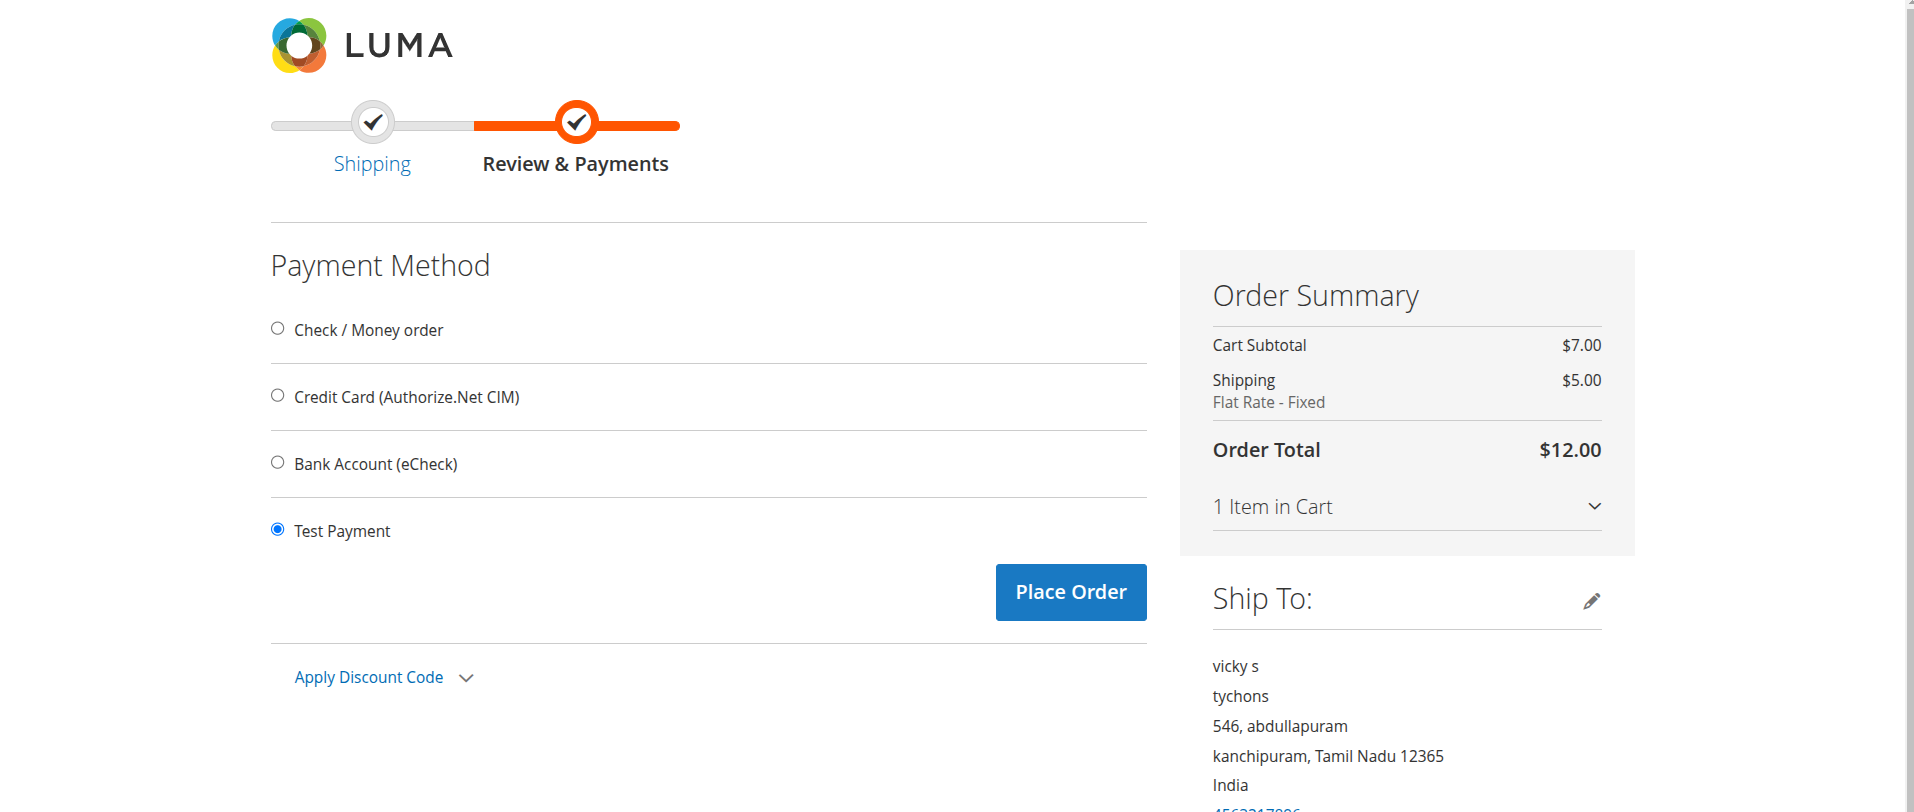 LUMA
Shipping
Review & Payments
Payment Method
Check / Money order
Credit Card (Authorize.Net CIM)
Bank Account (eCheck)
Test Payment
Place Order
Apply Discount Code
Order Summary
Cart Subtotal $7.00
Shipping $5.00
Flat Rate - Fixed
Order Total $12.00
1 Item in Cart
Ship To:
vicky s
tychons
546, abdullapuram
kanchipuram, Tamil Nadu 12365
India